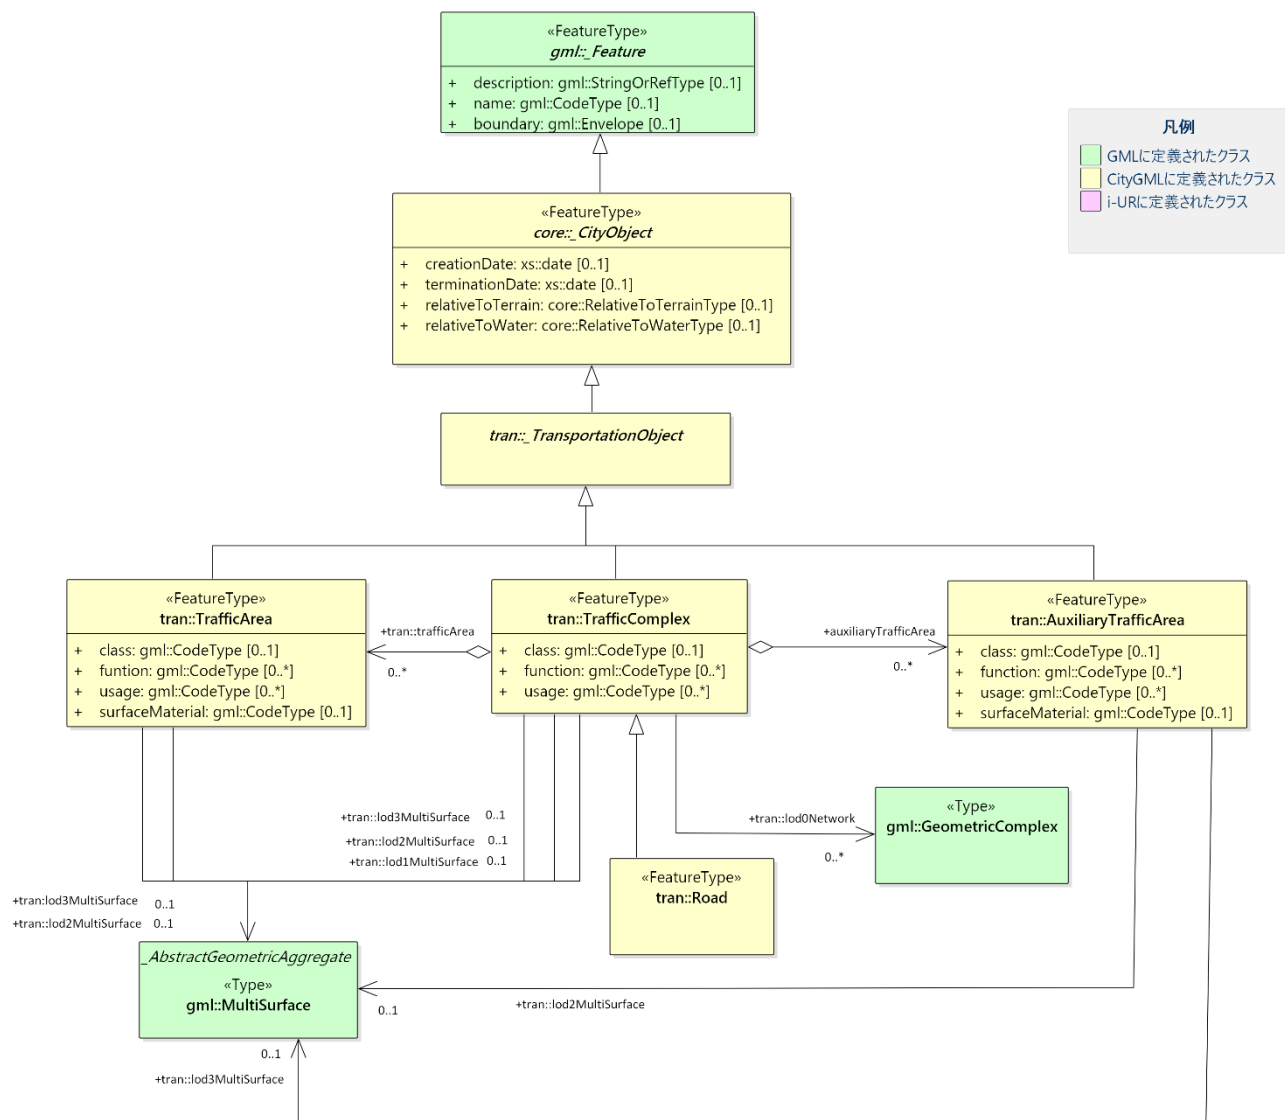 «FeatureType»
gml::_Feature
+ description: gml::StringOrRefType [0..1]
+ name: gml::CodeType [0..1]
+ boundary: gml::Envelope [0..1]
凡例
GMLに定義されたクラス
CityGMLに定義されたクラス
i-URに定義されたクラス
«FeatureType»
core::_CityObject
+ creationDate: xs::date [0..1]
+ terminationDate: xs::date [0..1]
+ relativeToTerrain: core::RelativeToTerrainType [0..1]
+ relativeToWater: core::RelativeToWaterType [0..1]
tran::_TransportationObject
«FeatureType»
tran::TrafficArea
+ class: gml::CodeType [0..1]
+ funtion: gml::CodeType [0..*]
+ usage: gml::CodeType [0..*]
+ surfaceMaterial: gml::CodeType [0..1]
+tran::trafficArea
0..*
«FeatureType»
tran::TrafficComplex
+ class: gml::CodeType [0..1]
+ function: gml::CodeType [0..*]
+ usage: gml::CodeType [0..*]
+auxiliaryTrafficArea
0..*
«FeatureType»
tran::AuxiliaryTrafficArea
+ class: gml::CodeType [0..1]
+ function: gml::CodeType [0..*]
+ usage: gml::CodeType [0..*]
+ surfaceMaterial: gml::CodeType [0..1]
+tran::lod3MultiSurface 0..1
+tran::lod2MultiSurface 0..1
+tran::lod1MultiSurface 0..1
+tran::lod0Network
0..*
«Type»
gml::GeometricComplex
«FeatureType»
tran::Road
+tran:lod3MultiSurface 0..1
+tran::lod2MultiSurface 0..1
_AbstractGeometricAggregate
«Type»
gml::MultiSurface
0..1
+tran::lod2MultiSurface
0..1
+tran::lod3MultiSurface